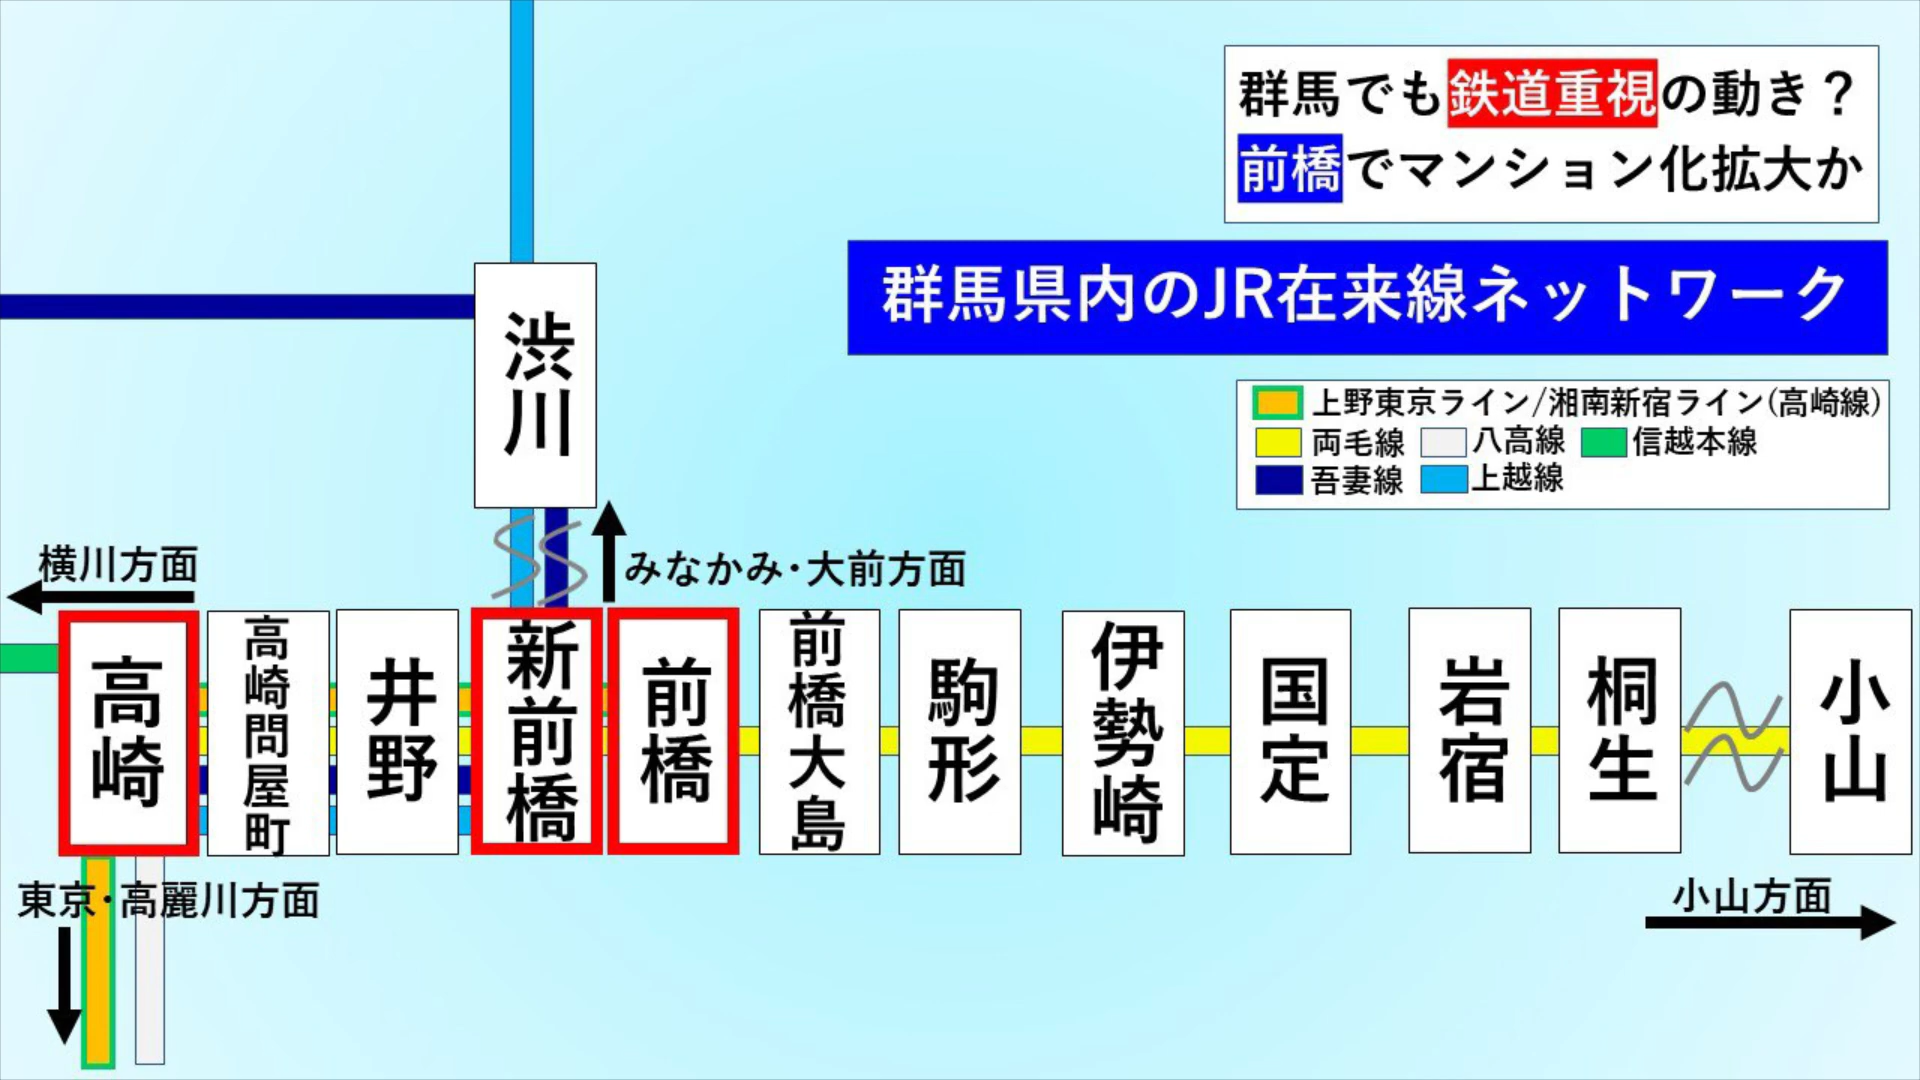 群馬でも鉄道重視の動き？
前橋でマンション化拡大か
群馬県内のJR在来線ネットワーク
上野東京ライン/湘南新宿ライン(高崎線)
両毛線 八高線 信越本線
吾妻線 上越線
渋川
横川方面
みなかみ・大前方面
高崎
高崎問屋町
井野
新前橋
前橋
前橋大島
駒形
伊勢崎
国定
岩宿
桐生
小山
東京・高麗川方面
小山方面